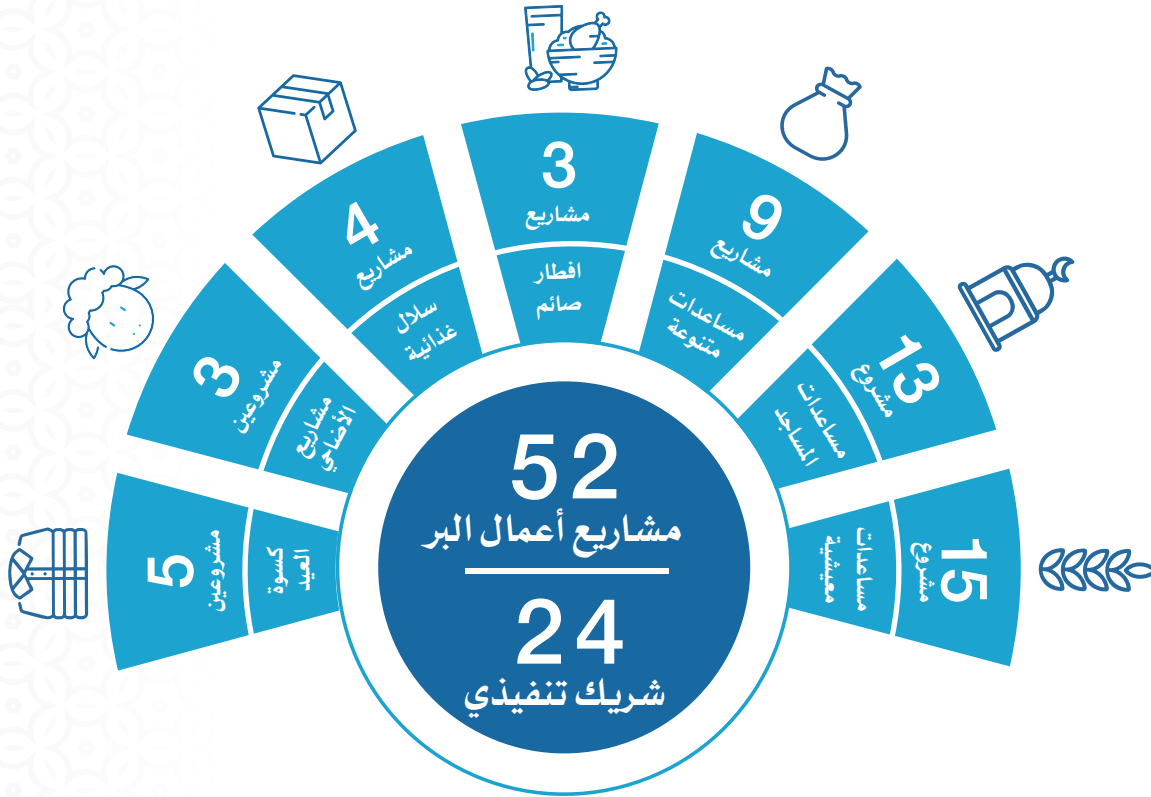 15
مشروع
مساعدات
معيشية
13
مشروع
مساعدات
المساجد
9
مشاريع
مساعدات
متنوعة
3
مشاريع
افطار
صائم
4
مشاريع
سلال
غذائية
3
مشروعين
مشاريع
الأضاحي
5
مشروعين
كسوة
العيد
52
مشاريع أعمال البر
24
شريك تنفيذي